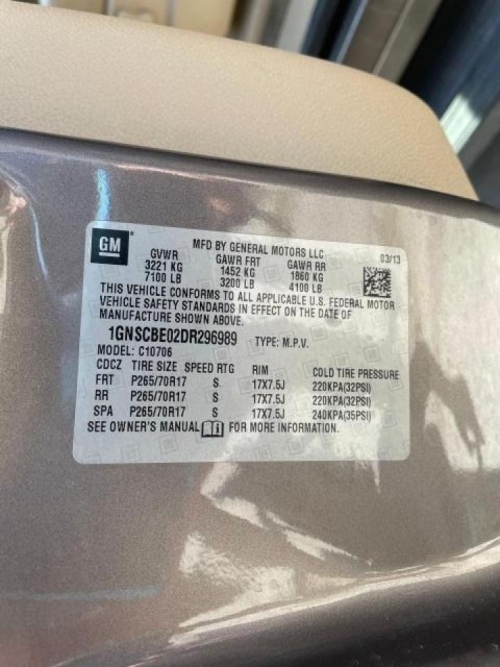 GM
MFD BY GENERAL MOTORS LLC
03/13
GVWR GAWR FRT GAWR RR
3221 KG 1452 KG 1860 KG
7100 LB 3200 LB 4100 LB
THIS VEHICLE CONFORMS TO ALL APPLICABLE U.S. FEDERAL MOTOR
VEHICLE SAFETY STANDARDS IN EFFECT ON THE DATE OF
MANUFACTURE SHOWN ABOVE.
1GNSCBE02DR296989 TYPE: M.P.V.
MODEL: C10706
CDCZ TIRE SIZE SPEED RTG RIM COLD TIRE PRESSURE
FRT P265/70R17 S 17X7.5J 220KPA(32PSI)
RR P265/70R17 S 17X7.5J 220KPA(32PSI)
SPA P265/70R17 S 17X7.5J 240KPA(35PSI)
SEE OWNER'S MANUAL FOR MORE INFORMATION.